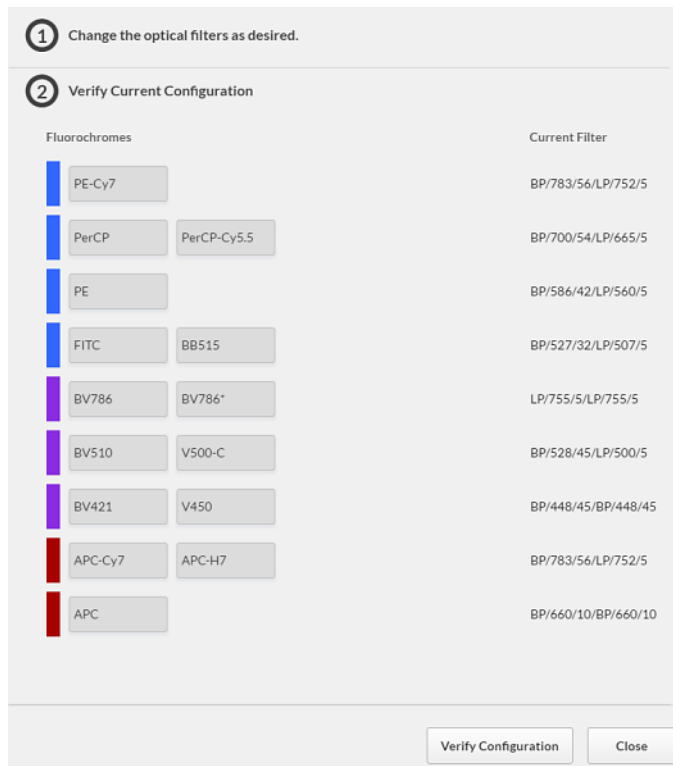 1 Change the optical filters as desired.
2 Verify Current Configuration
Fluorochromes Current Filter
PE-Cy7 BP/783/56/LP/752/5
PerCP PerCP-Cy5.5 BP/700/54/LP/665/5
PE BP/586/42/LP/560/5
FITC BB515 BP/527/32/LP/507/5
BV786 BV786* LP/755/5/LP/755/5
BV510 V500-C BP/528/45/LP/500/5
BV421 V450 BP/448/45/BP/448/45
APC-Cy7 APC-H7 BP/783/56/LP/752/5
APC BP/660/10/BP/660/10
Verify Configuration Close